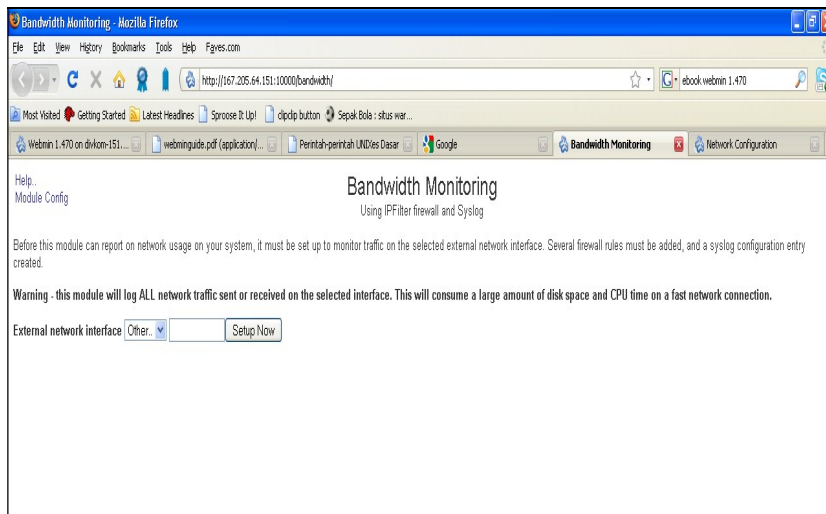 Bandwidth Monitoring - Mozilla Firefox
File Edit View History Bookmarks Tools Help Faves.com
http://167.205.64.151:10000/bandwidth/
ebook webmin 1.470
Most Visited Getting Started Latest Headlines Sproose It Up! clipclip button Sepak Bola : situs war...
Webmin 1.470 on divkom-151.... webminguide.pdf (application/... Perintah-perintah UNIXes Dasar Google Bandwidth Monitoring Network Configuration
Help..
Module Config
Bandwidth Monitoring
Using IPFilter firewall and Syslog
Before this module can report on network usage on your system, it must be set up to monitor traffic on the selected external network interface. Several firewall rules must be added, and a syslog configuration entry
created.
Warning - this module will log ALL network traffic sent or received on the selected interface. This will consume a large amount of disk space and CPU time on a fast network connection.
External network interface Other.. Setup Now